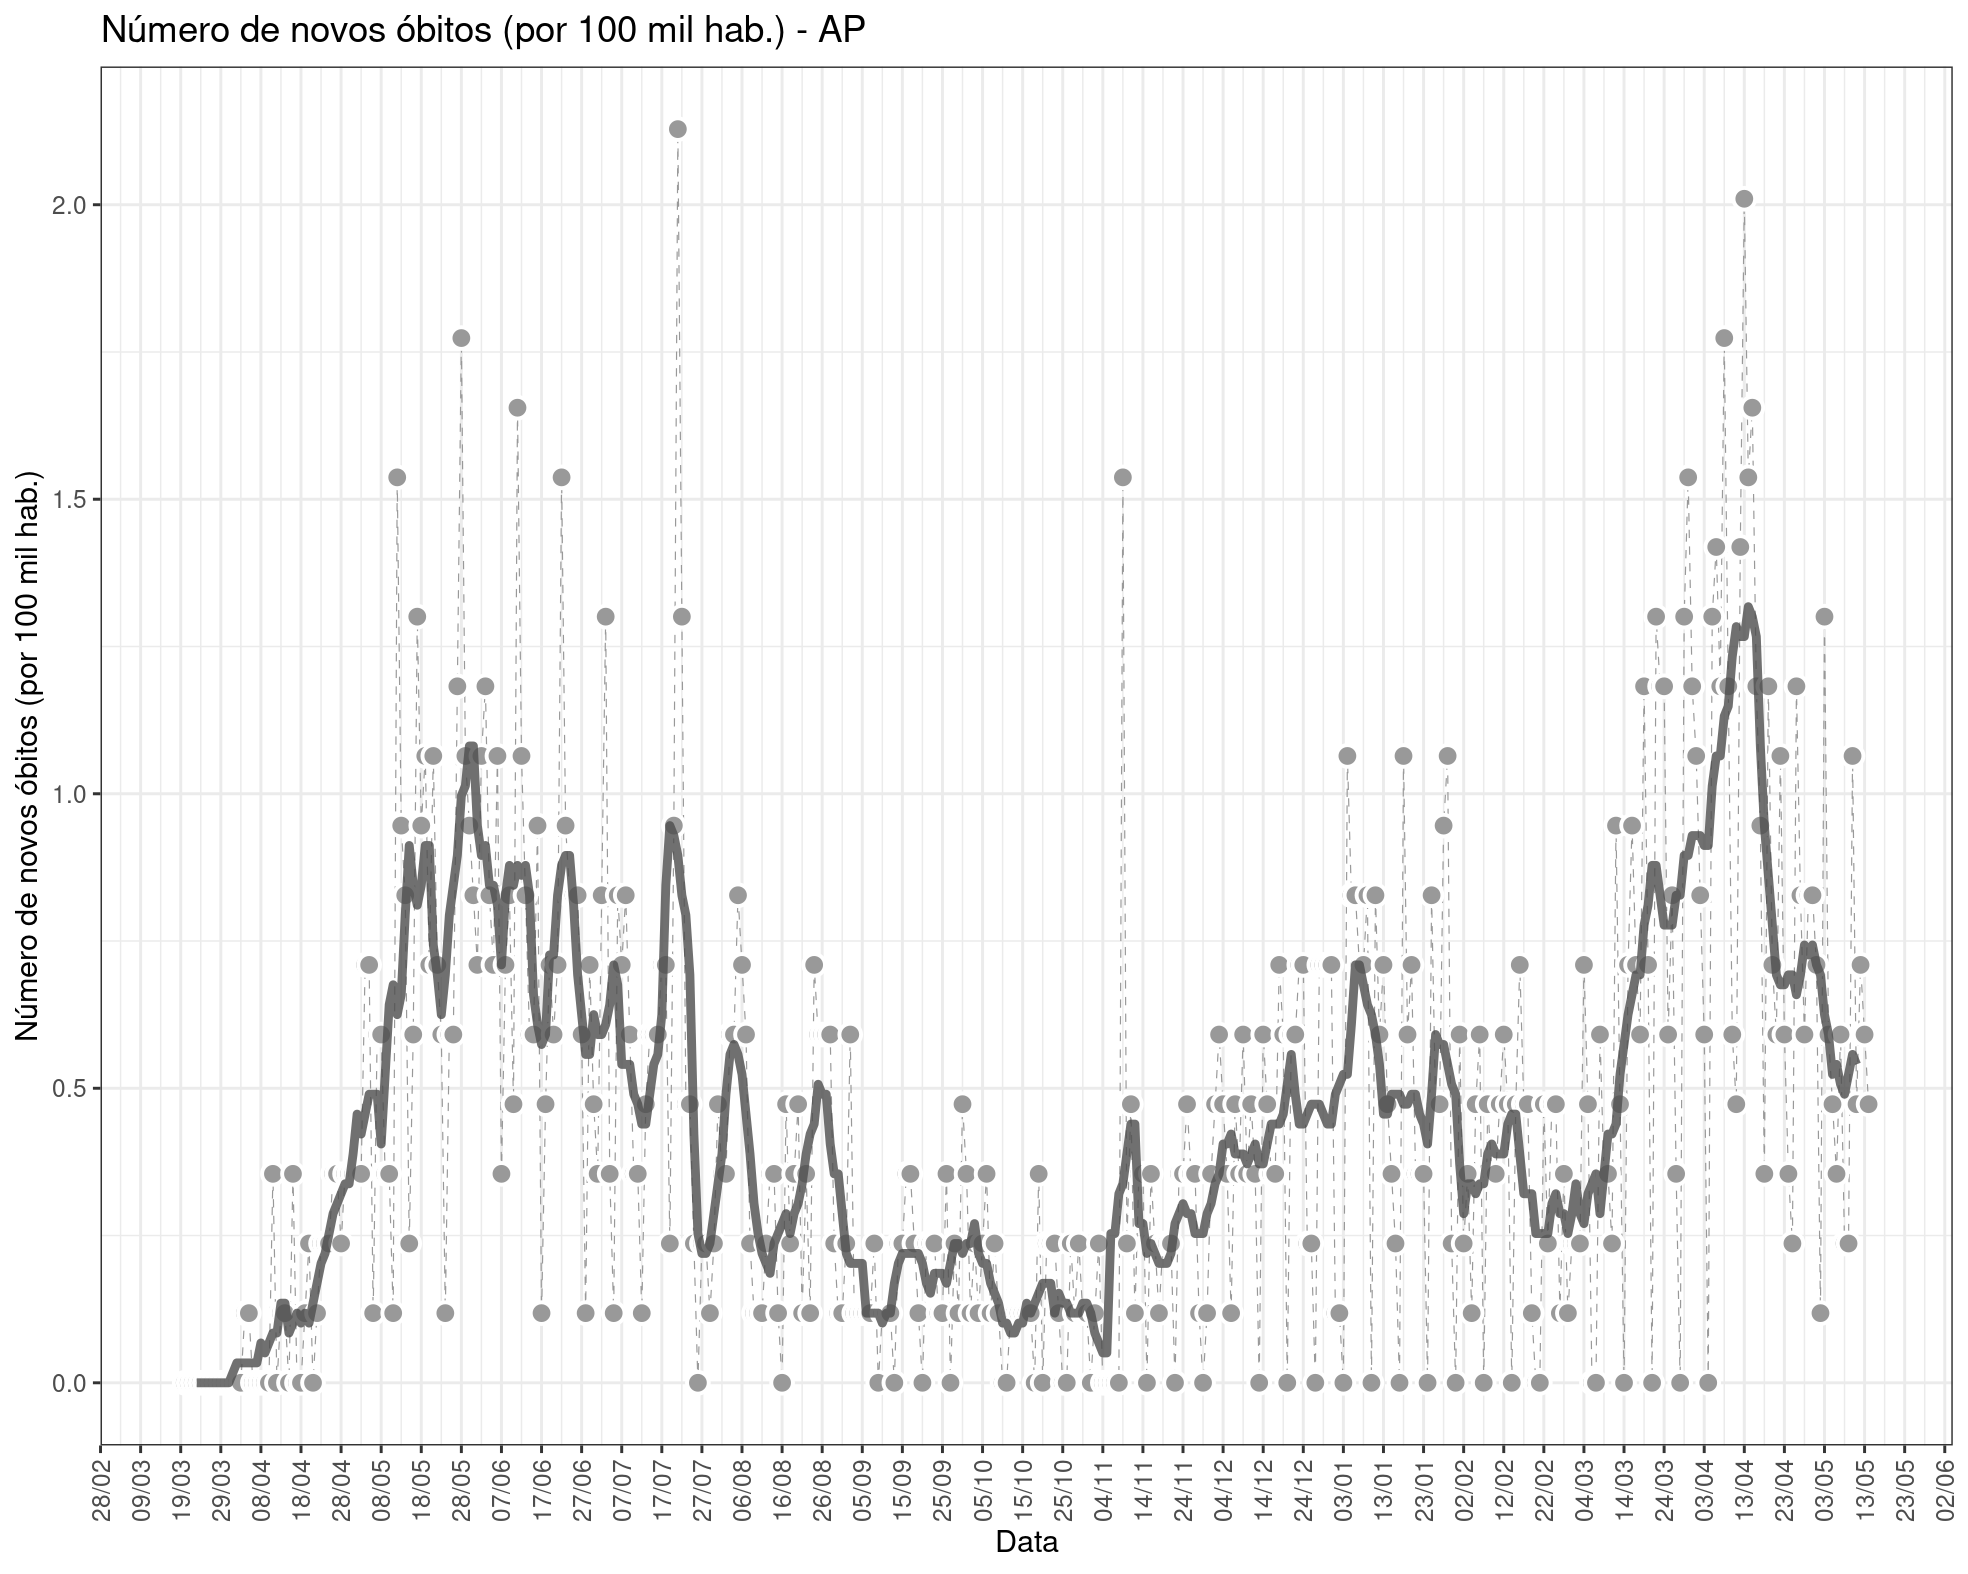 Número de novos óbitos (por 100 mil hab.) - AP
Número de novos óbitos (por 100 mil hab.)
2.0
1.5
1.0
0.5
0.0
28/02 09/03 19/03 29/03 08/04 18/04 28/04 08/05 18/05 28/05 07/06 17/06 27/06 07/07 17/07 27/07 06/08 16/08 26/08 05/09 15/09 25/09 05/10 15/10 25/10 04/11 14/11 24/11 04/12 14/12 24/12 03/01 13/01 23/01 02/02 12/02 22/02 04/03 14/03 24/03 03/04 13/04 23/04 03/05 13/05 23/05 02/06
Data